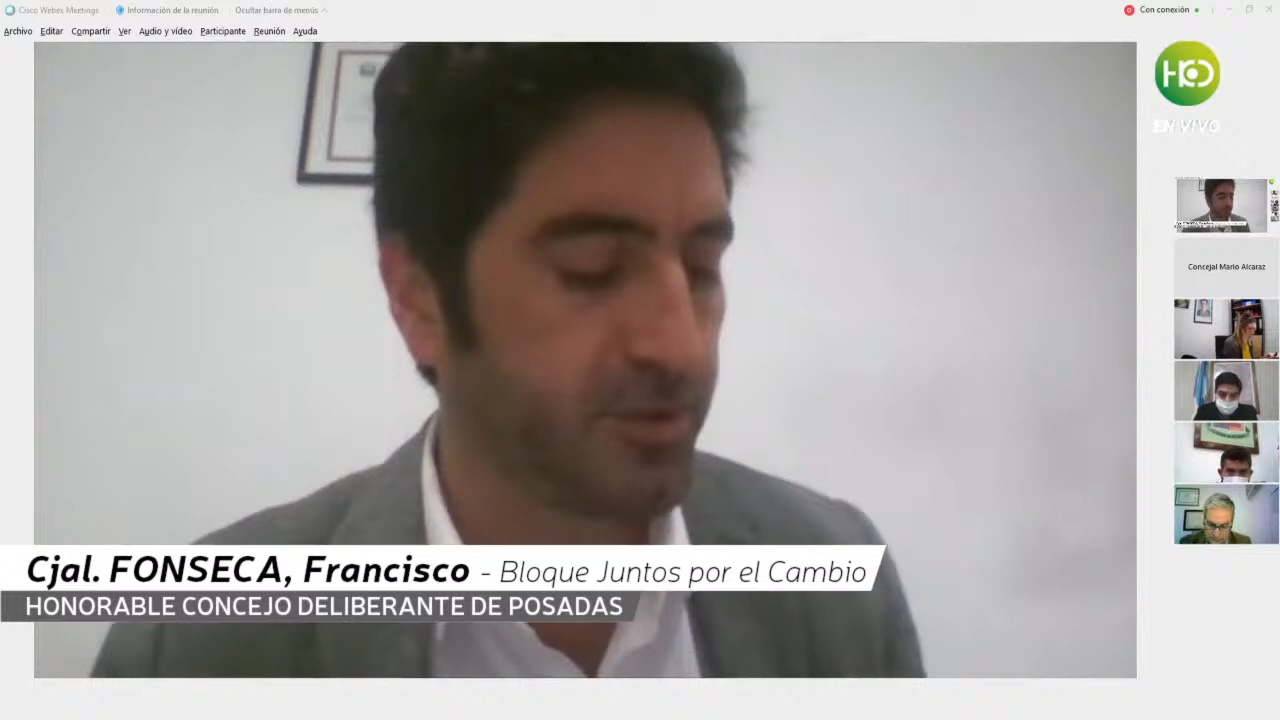 Cisco Webex Meetings
Información de la reunión
Ocultar barra de menús
Con conexión
Archivo Editar Compartir Ver Audio y vídeo Participante Reunión Ayuda
HCD
EN VIVO
Concejal Mario Alcaraz
Cjal. FONSECA, Francisco - Bloque Juntos por el Cambio
HONORABLE CONCEJO DELIBERANTE DE POSADAS